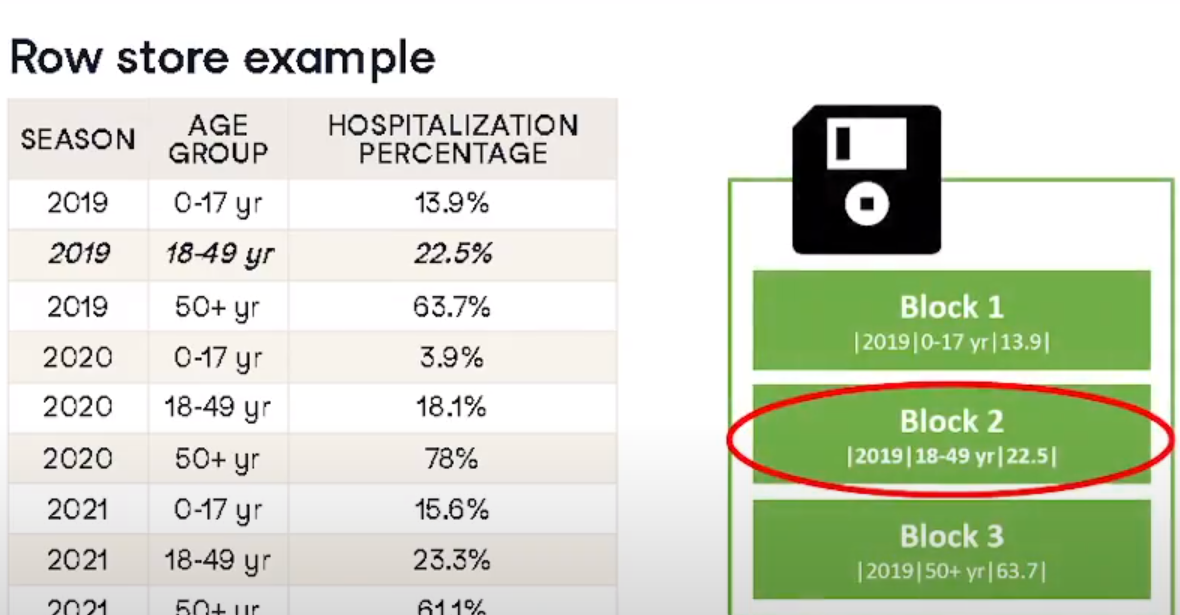 Row store example
SEASON AGE GROUP HOSPITALIZATION PERCENTAGE
2019 0-17 yr 13.9%
2019 18-49 yr 22.5%
2019 50+ yr 63.7%
2020 0-17 yr 3.9%
2020 18-49 yr 18.1%
2020 50+ yr 78%
2021 0-17 yr 15.6%
2021 18-49 yr 23.3%
2021 50+ yr 61.1%
Block 1
|2019|0-17 yr|13.9|
Block 2
|2019|18-49 yr|22.5|
Block 3
|2019|50+ yr|63.7|